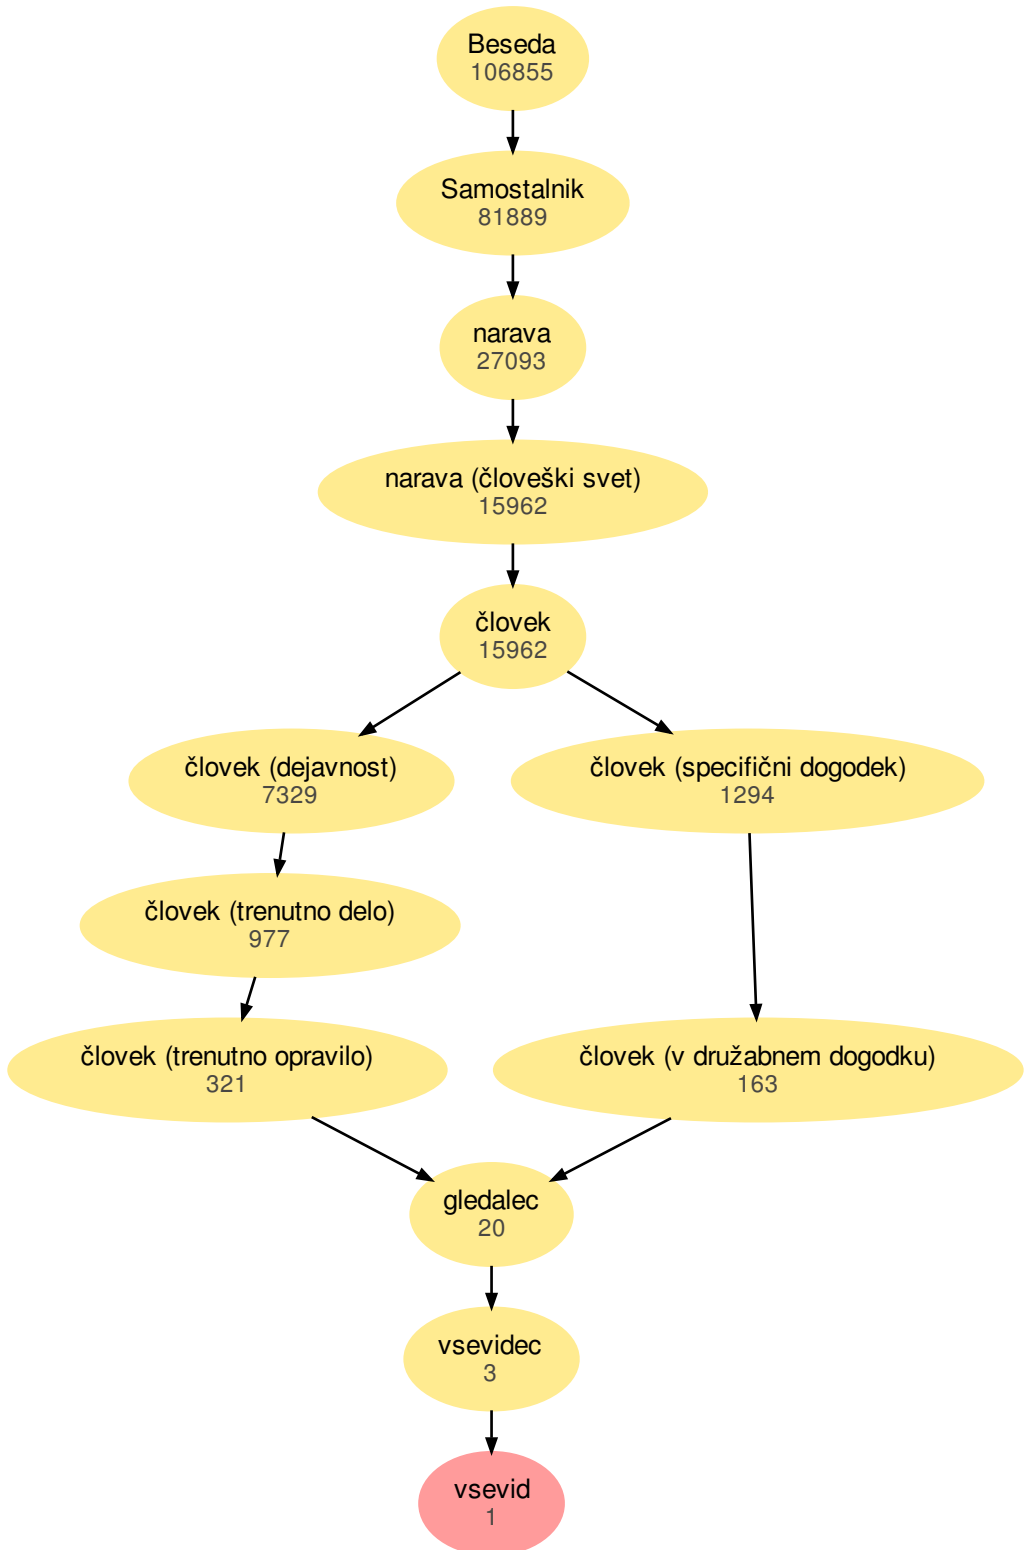 Beseda
106855
Samostalnik
81889
narava
27093
narava (človeški svet)
15962
človek
15962
človek (dejavnost)
7329
človek (specifični dogodek)
1294
človek (trenutno delo)
977
človek (trenutno opravilo)
321
človek (v družabnem dogodku)
163
gledalec
20
vsevidec
3
vsevid
1